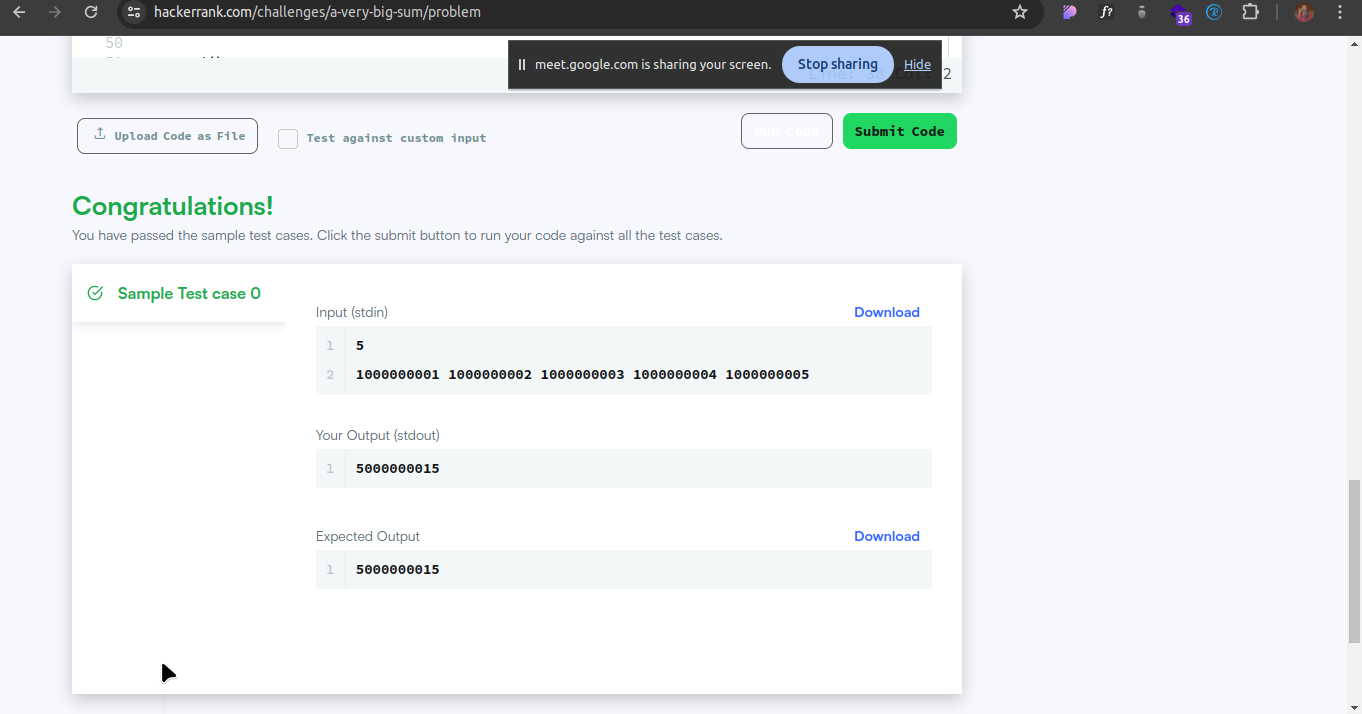 hackerrank.com/challenges/a-very-big-sum/problem
f?
36
R
50
meet.google.com is sharing your screen.
Stop sharing
Hide
2
Upload Code as File
Test against custom input
Run Code
Submit Code
Congratulations!
You have passed the sample test cases. Click the submit button to run your code against all the test cases.
Sample Test case 0
Input (stdin)
Download
1 5
2 1000000001 1000000002 1000000003 1000000004 1000000005
Your Output (stdout)
1 5000000015
Expected Output
Download
1 5000000015